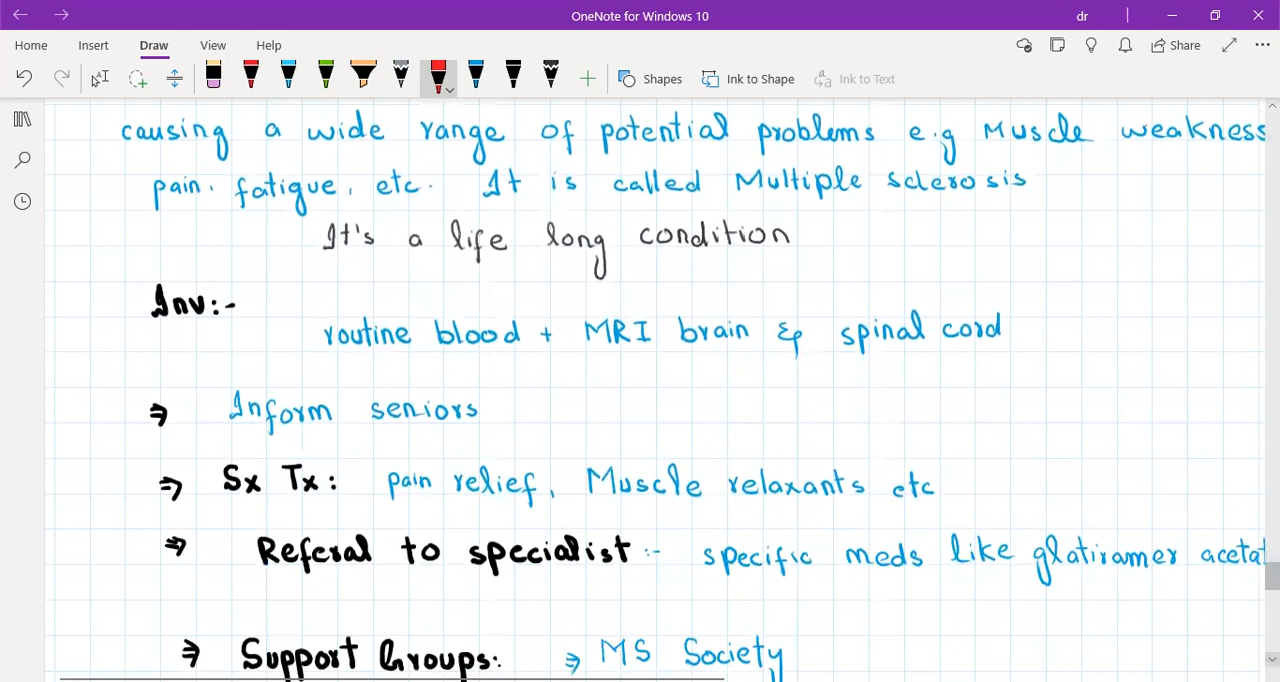 OneNote for Windows 10
dr
Home Insert Draw View Help
Share
Shapes Ink to Shape Ink to Text
causing a wide range of potential problems e.g Muscle weakness
pain, fatigue, etc. It is called Multiple sclerosis
It's a life long condition
Inv:-
routine blood + MRI brain & spinal cord
⇒ Inform seniors
⇒ Sx Tx: pain relief, Muscle relaxants etc
⇒ Referal to specialist :- specific meds like glatiramer acetat
⇒ Support Groups: ⇒ MS Society